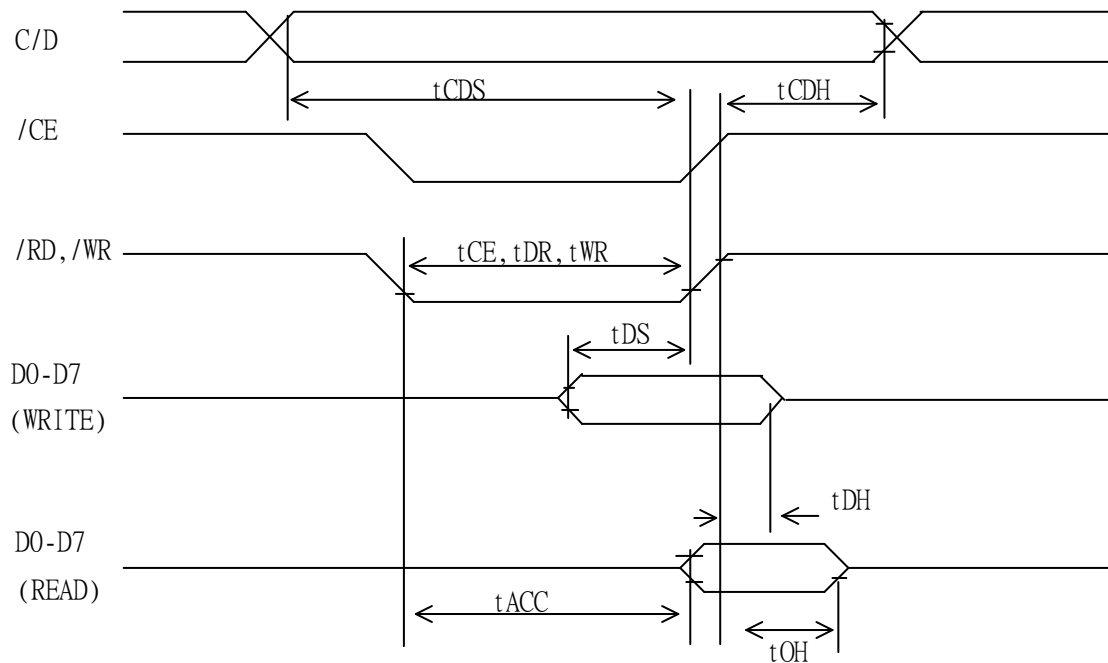 C/D
tCDS
tCDH
/CE
/RD,/WR
tCE,tDR,tWR
tDS
D0-D7
(WRITE)
tDH
D0-D7
(READ)
tACC
tOH